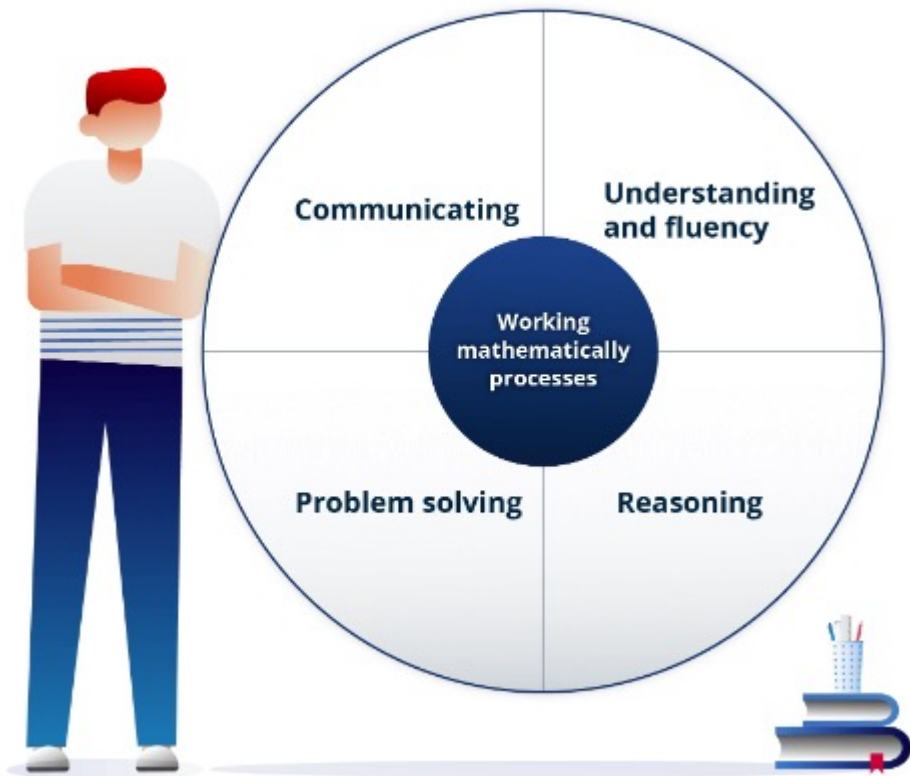 Communicating
Understanding
and fluency
Working
mathematically
processes
Problem solving
Reasoning